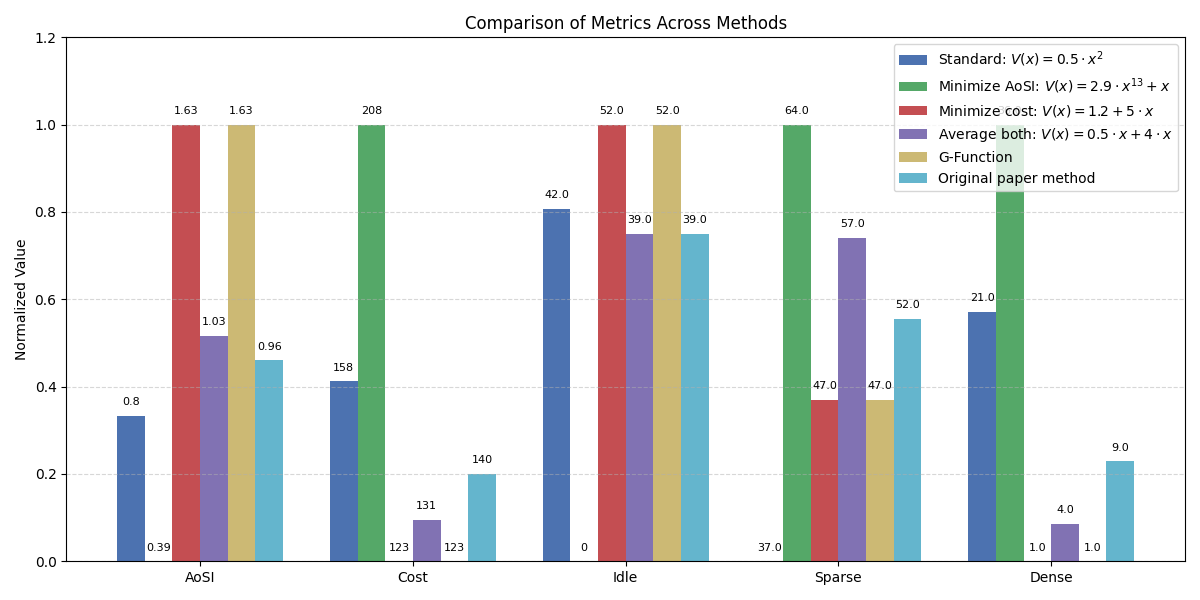 Comparison of Metrics Across Methods
Normalized Value
1.2
1.0
0.8
0.6
0.4
0.2
0.0
Standard: V(x) = 0.5 · x²
Minimize AoSI: V(x) = 2.9 · x¹³ + x
Minimize cost: V(x) = 1.2 + 5 · x
Average both: V(x) = 0.5 · x + 4 · x
G-Function
Original paper method
0.8
0.39
1.63
1.03
1.63
0.96
158
208
123
131
123
140
42.0
0
52.0
39.0
52.0
39.0
37.0
64.0
47.0
57.0
47.0
52.0
21.0
1.0
4.0
1.0
9.0
AoSI
Cost
Idle
Sparse
Dense